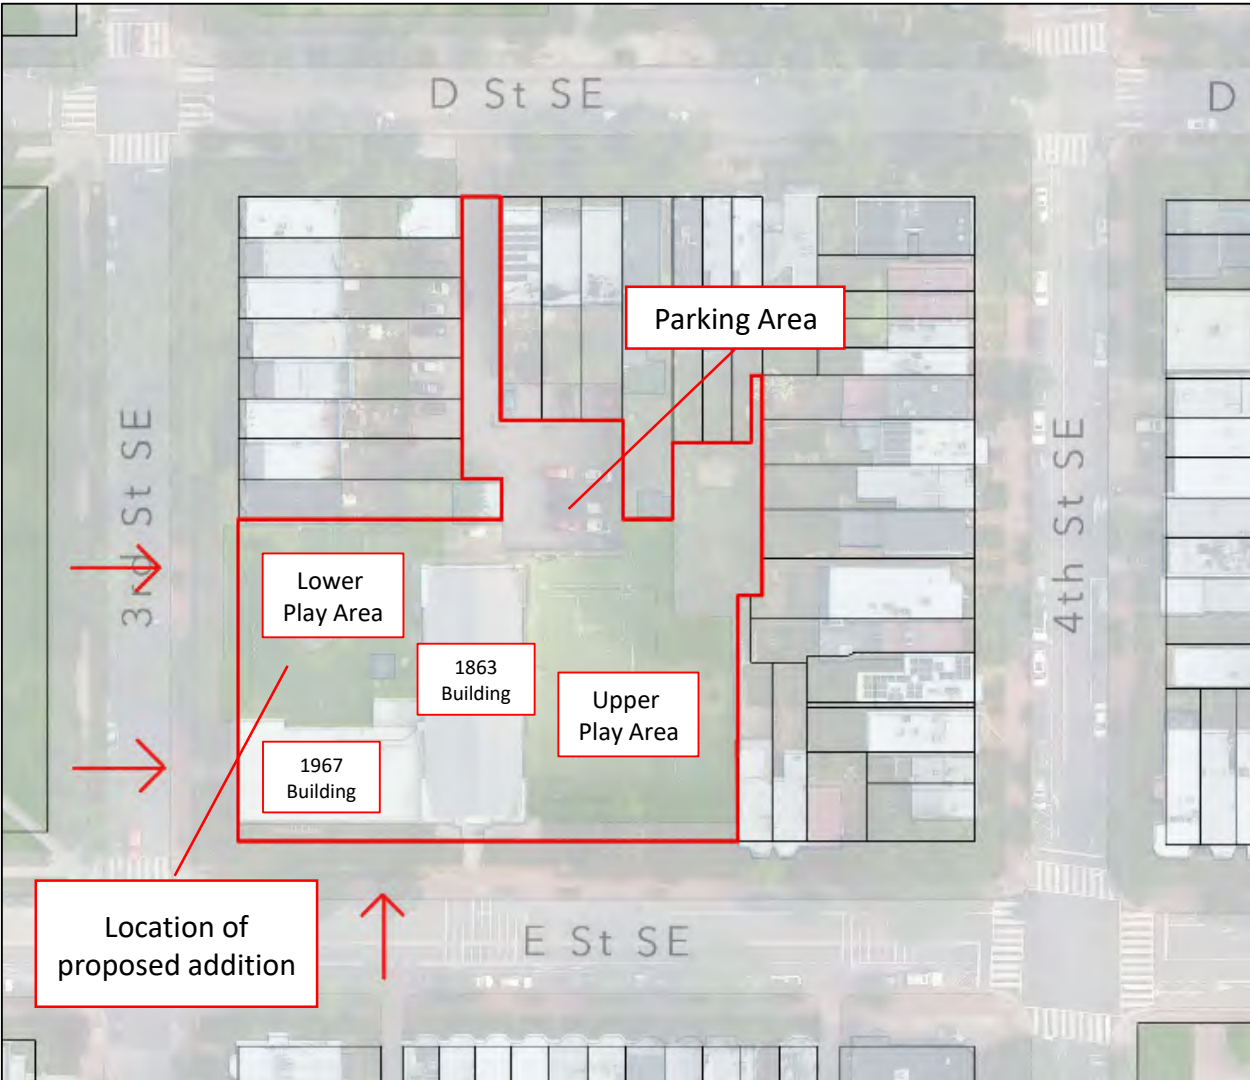 D St SE
D
Parking Area
3rd St SE
4th St SE
Lower
Play Area
1863
Building
Upper
Play Area
1967
Building
Location of
proposed addition
E St SE